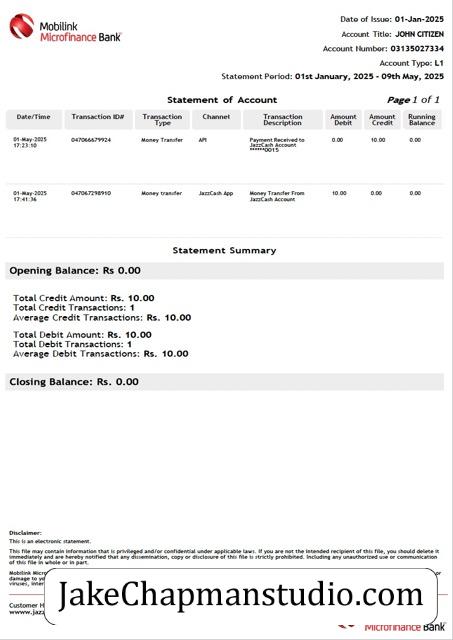 Mobilink
Microfinance Bank
Date of Issue: 01-Jan-2025
Account Title: JOHN CITIZEN
Account Number: 03135027334
Account Type: L1
Statement Period: 01st January, 2025 - 09th May, 2025
Statement of Account
Page 1 of 1
Date/Time Transaction ID# Transaction Type Channel Transaction Description Amount Debit Amount Credit Running Balance
01-May-2025 17:23:10 047066679924 Money Transfer API Payment Received to JazzCash Account ******0015 0.00 10.00 0.00
01-May-2025 17:41:36 047067298910 Money transfer JazzCash App Money Transfer From JazzCash Account 10.00 0.00 0.00
Statement Summary
Opening Balance: Rs 0.00
Total Credit Amount: Rs. 10.00
Total Credit Transactions: 1
Average Credit Transactions: Rs. 10.00
Total Debit Amount: Rs. 10.00
Total Debit Transactions: 1
Average Debit Transactions: Rs. 10.00
Closing Balance: Rs. 0.00
Disclaimer:
This is an electronic statement.
This file may contain information that is privileged and/or confidential under applicable laws. If you are not the intended recipient of this file, you should delete it
immediately and are hereby notified that any dissemination, copy or disclosure of this file is strictly prohibited. Including any unauthorized use or communication
of this file in whole or in part.
Mobilink
or
damage to
viruses,
JakeChapmanstudio.com
Customer
Microfinance Bank